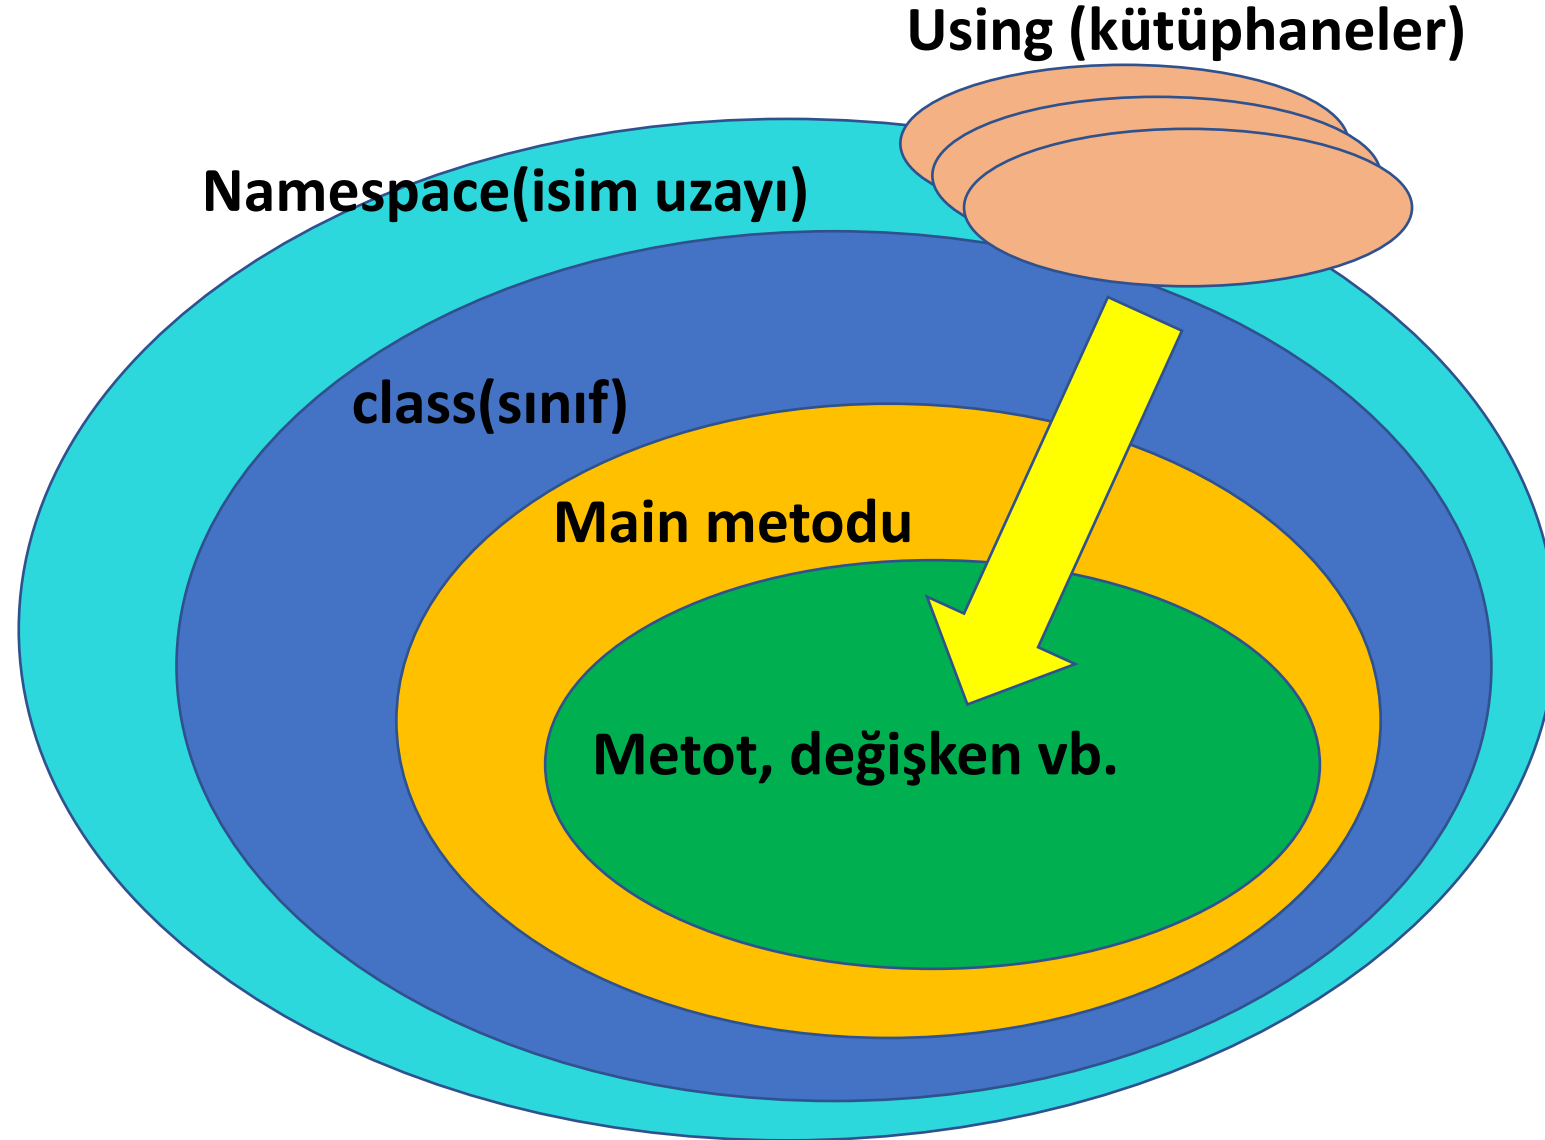 Using (kütüphaneler)
Namespace(isim uzayı)
class(sınıf)
Main metodu
Metot, değişken vb.